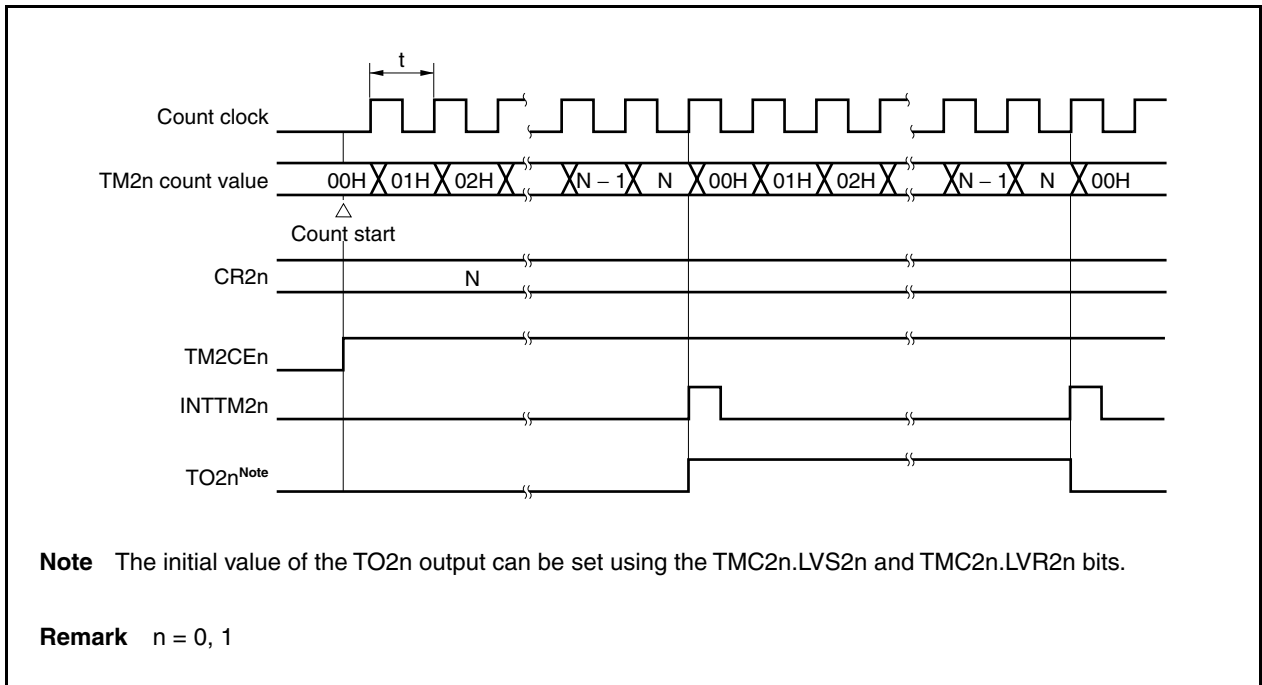 t
Count clock
TM2n count value 00H 01H 02H N − 1 N 00H 01H 02H N − 1 N 00H
Count start
CR2n N
TM2CEn
INTTM2n
TO2nNote
Note The initial value of the TO2n output can be set using the TMC2n.LVS2n and TMC2n.LVR2n bits.
Remark n = 0, 1